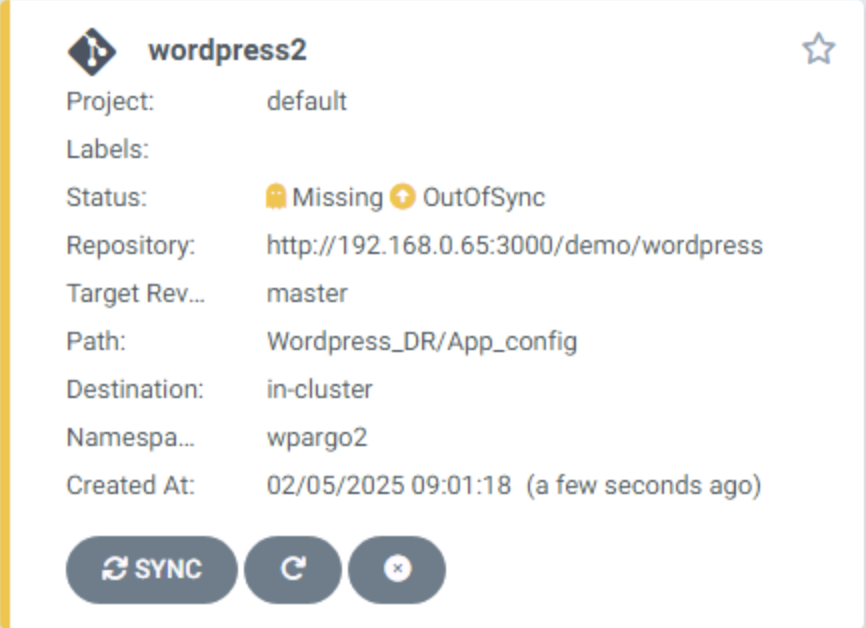 wordpress2
Project: default
Labels:
Status: Missing OutOfSync
Repository: http://192.168.0.65:3000/demo/wordpress
Target Rev... master
Path: Wordpress_DR/App_config
Destination: in-cluster
Namespa... wpargo2
Created At: 02/05/2025 09:01:18 (a few seconds ago)
SYNC